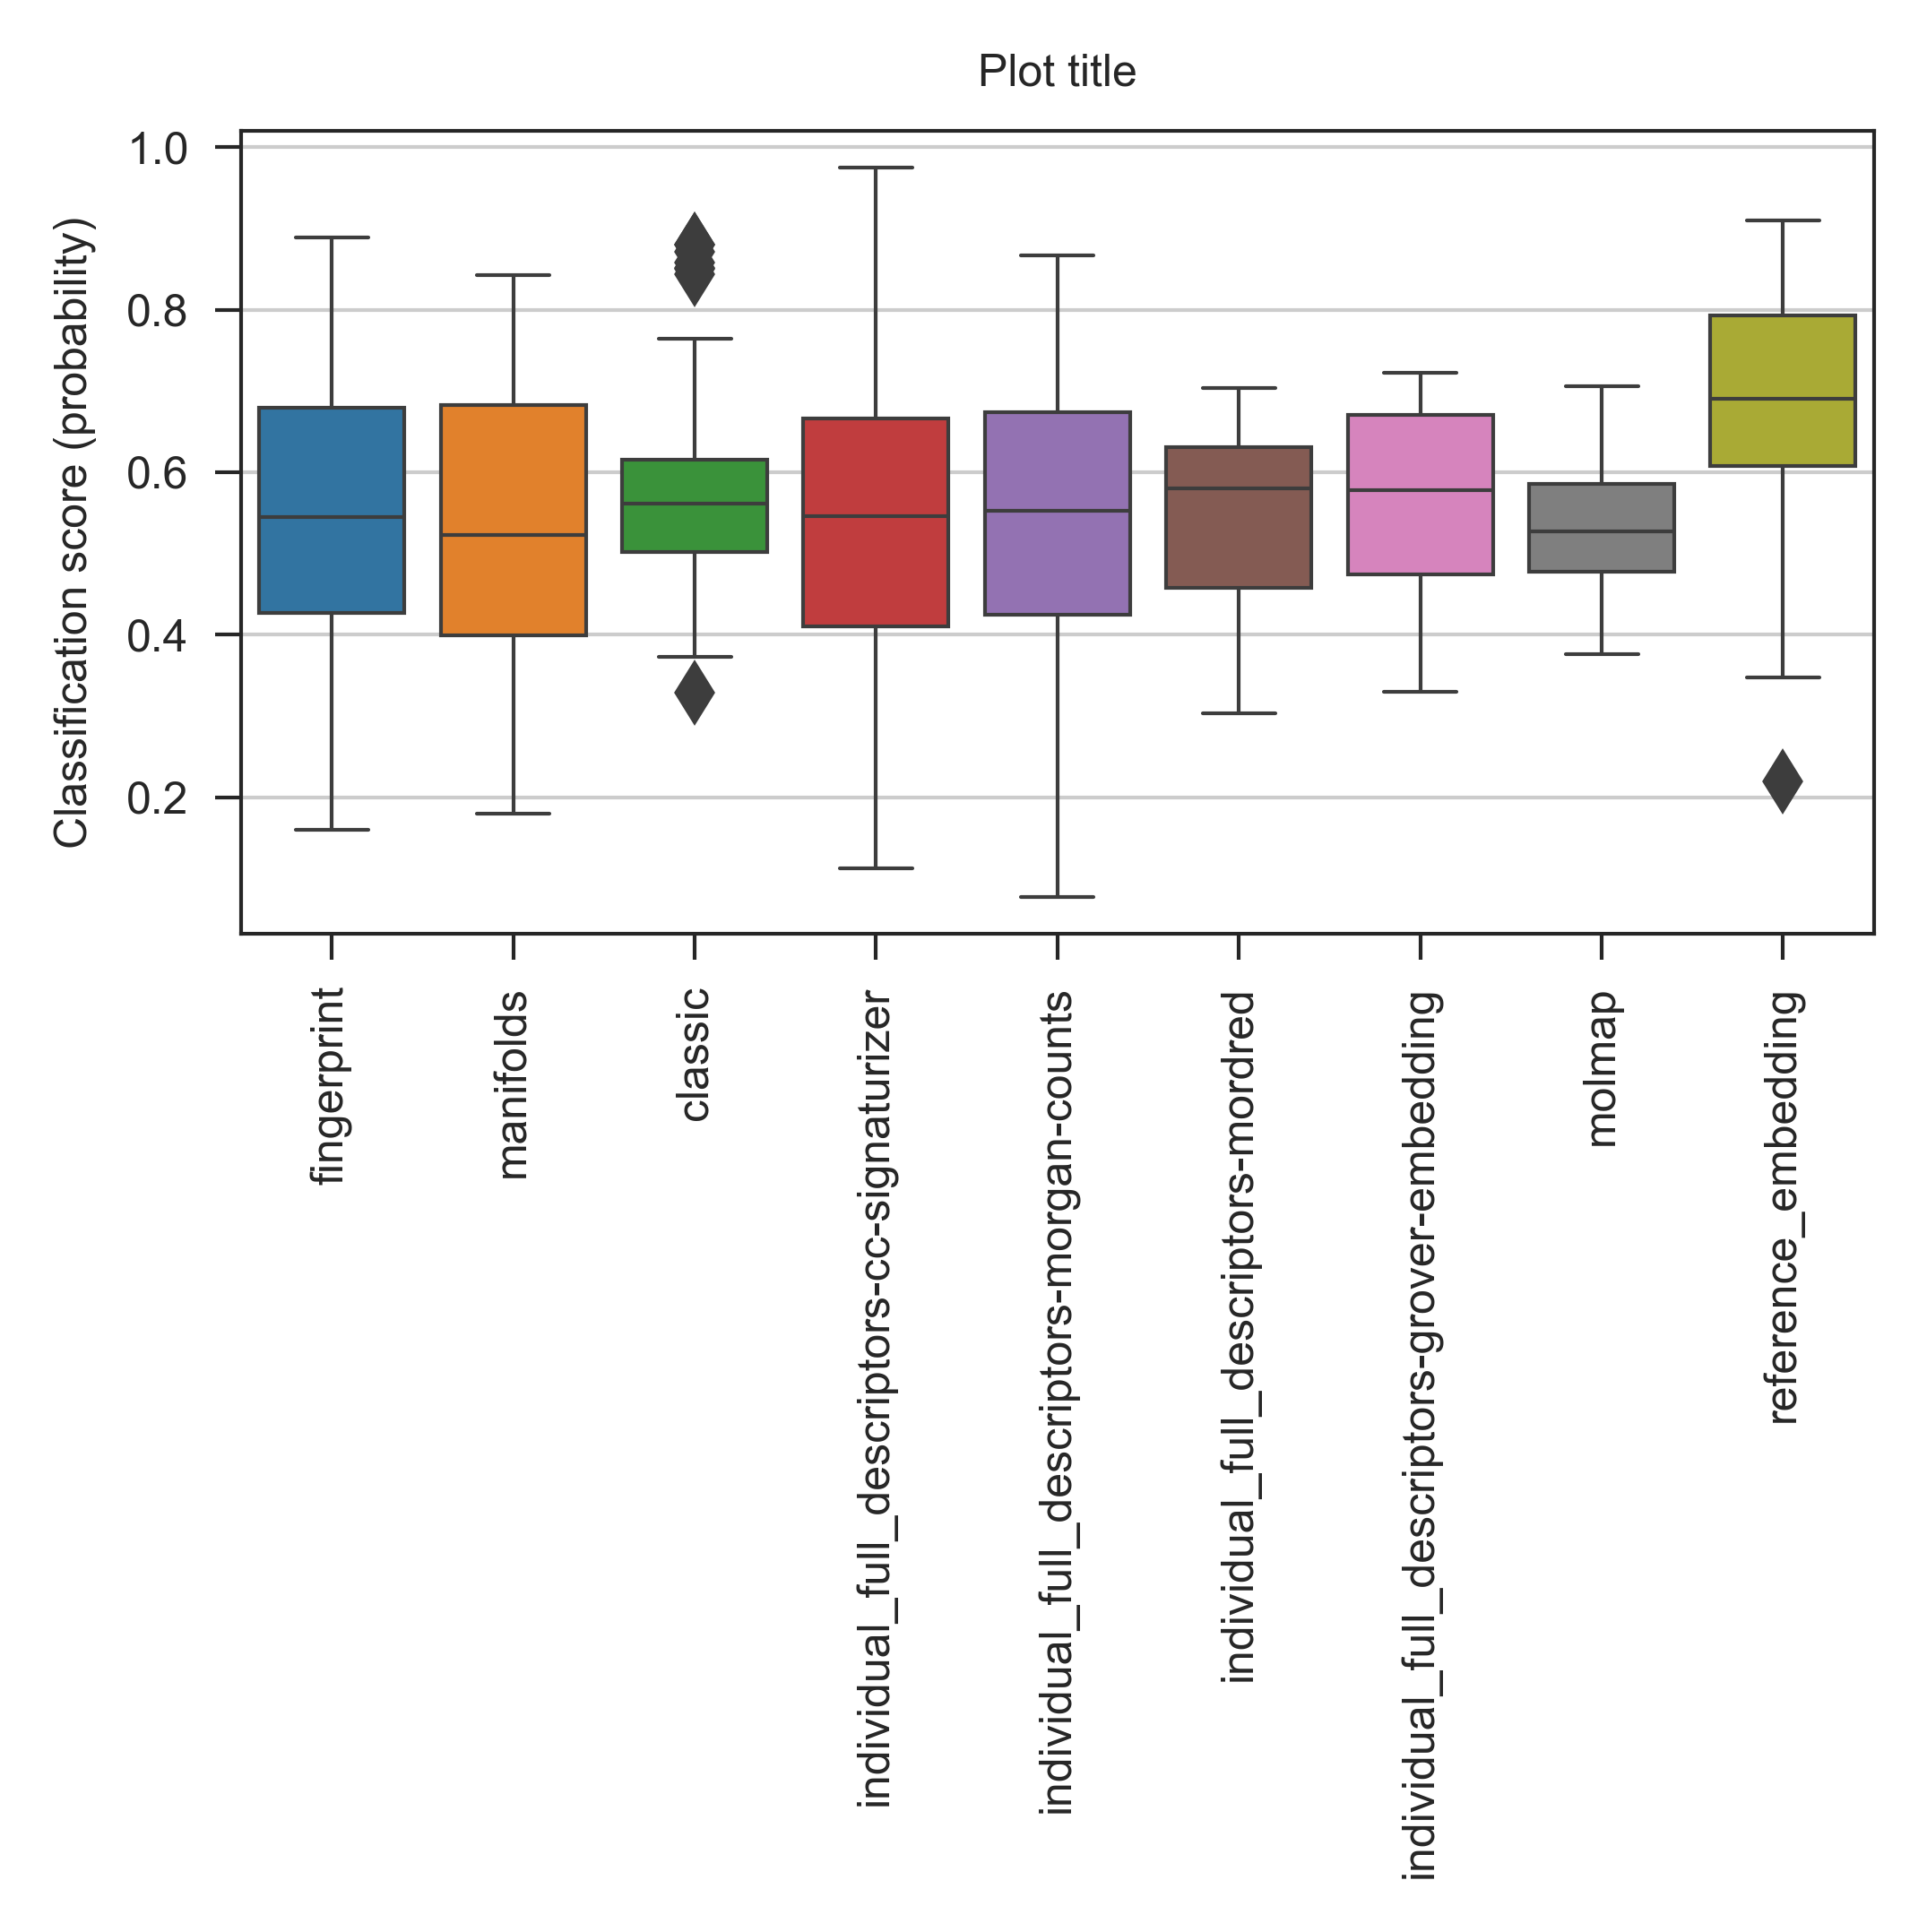 Plot title
Classification score (probability)
1.0
0.8
0.6
0.4
0.2
fingerprint
manifolds
classic
individual_full_descriptors-cc-signaturizer
individual_full_descriptors-morgan-counts
individual_full_descriptors-mordred
individual_full_descriptors-grover-embedding
molmap
reference_embedding